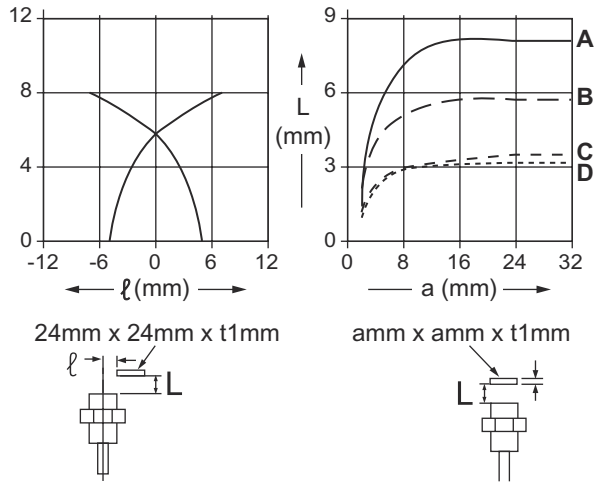 12
8
4
0
-12 -6 0 6 12
ℓ (mm)
L
(mm)
9
6
3
0
0 8 16 24 32
a (mm)
A
B
C
D
24mm x 24mm x t1mm
ℓ
L
amm x amm x t1mm
L